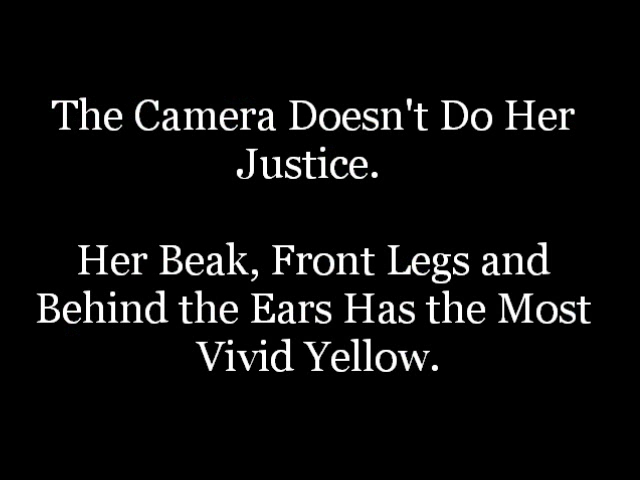 The Camera Doesn't Do Her
Justice.
Her Beak, Front Legs and
Behind the Ears Has the Most
Vivid Yellow.